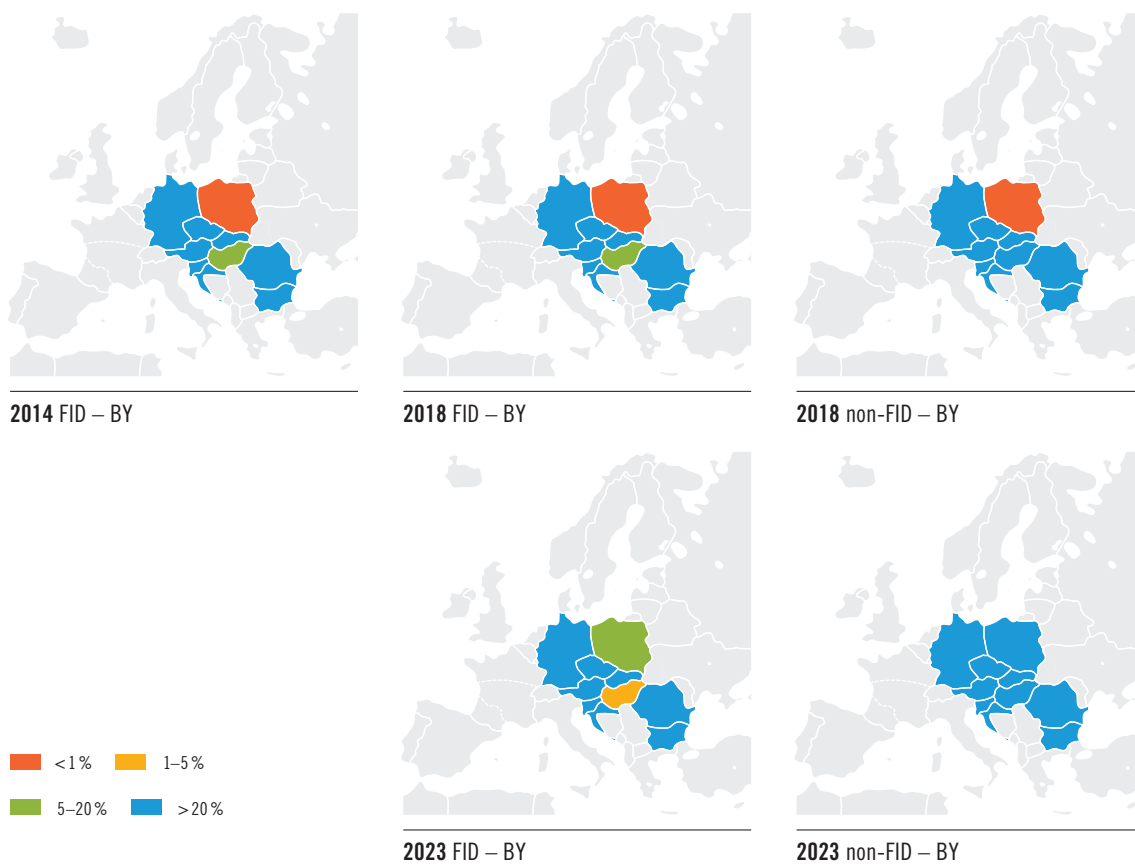 2014 FID – BY
2018 FID – BY
2018 non-FID – BY
<1 %
1–5 %
5–20 %
>20 %
2023 FID – BY
2023 non-FID – BY